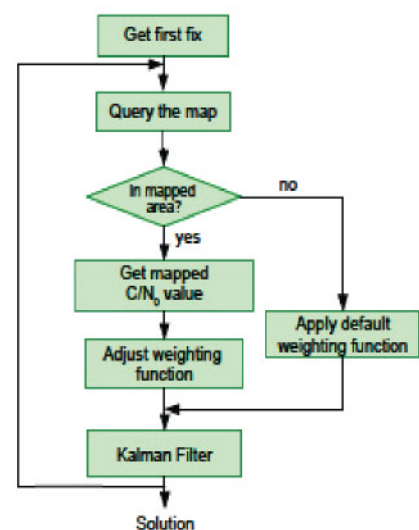 Get first fix
Query the map
In mapped
area?
no
yes
Get mapped
C/N₀ value
Apply default
weighting function
Adjust weighting
function
Kalman Filter
Solution